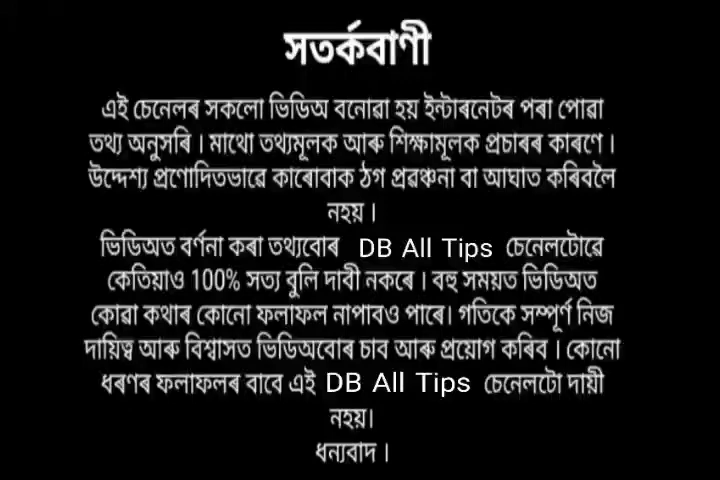 সতৰ্কবাণী
এই চেনেলৰ সকলো ভিডিঅ বনোৱা হয় ইন্টাৰনেটৰ পৰা পোৱা
তথ্য অনুসৰি। মাথো তথ্যমূলক আৰু শিক্ষামূলক প্ৰচাৰৰ কাৰণে।
উদ্দেশ্য প্ৰণোদিতভাৱে কাৰোবাক ঠগ প্ৰৱঞ্চনা বা আঘাত কৰিবলৈ
নহয়।
ভিডিঅত বৰ্ণনা কৰা তথ্যবোৰ DB All Tips চেনেলটোৱে
কেতিয়াও 100% সত্য বুলি দাবী নকৰে। বহু সময়ত ভিডিঅত
কোৱা কথাৰ কোনো ফলাফল নাপাবও পাৰে। গতিকে সম্পূৰ্ণ নিজ
দায়িত্ব আৰু বিশ্বাসত ভিডিঅবোৰ চাব আৰু প্ৰয়োগ কৰিব। কোনো
ধৰণৰ ফলাফলৰ বাবে এই DB All Tips চেনেলটো দায়ী
নহয়।
ধন্যবাদ।